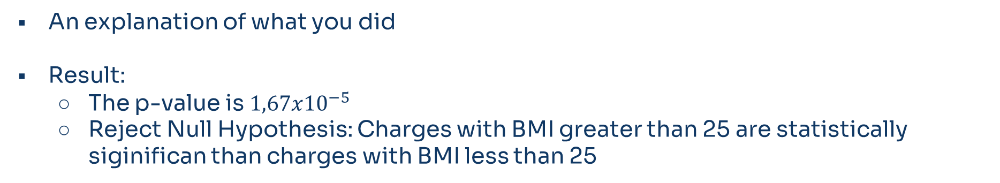 ▪ An explanation of what you did
▪ Result:
○ The p-value is 1,67x10⁻⁵
○ Reject Null Hypothesis: Charges with BMI greater than 25 are statistically
siginifican than charges with BMI less than 25